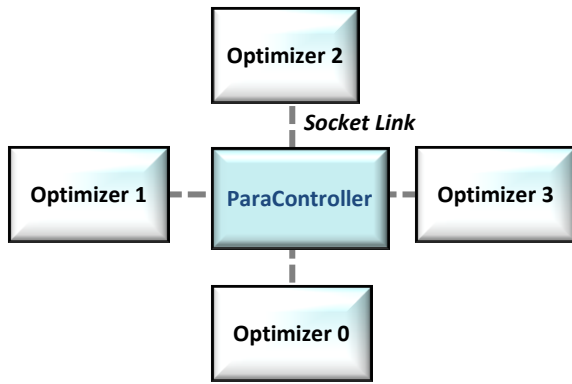 Optimizer 2
Socket Link
Optimizer 1
ParaController
Optimizer 3
Optimizer 0